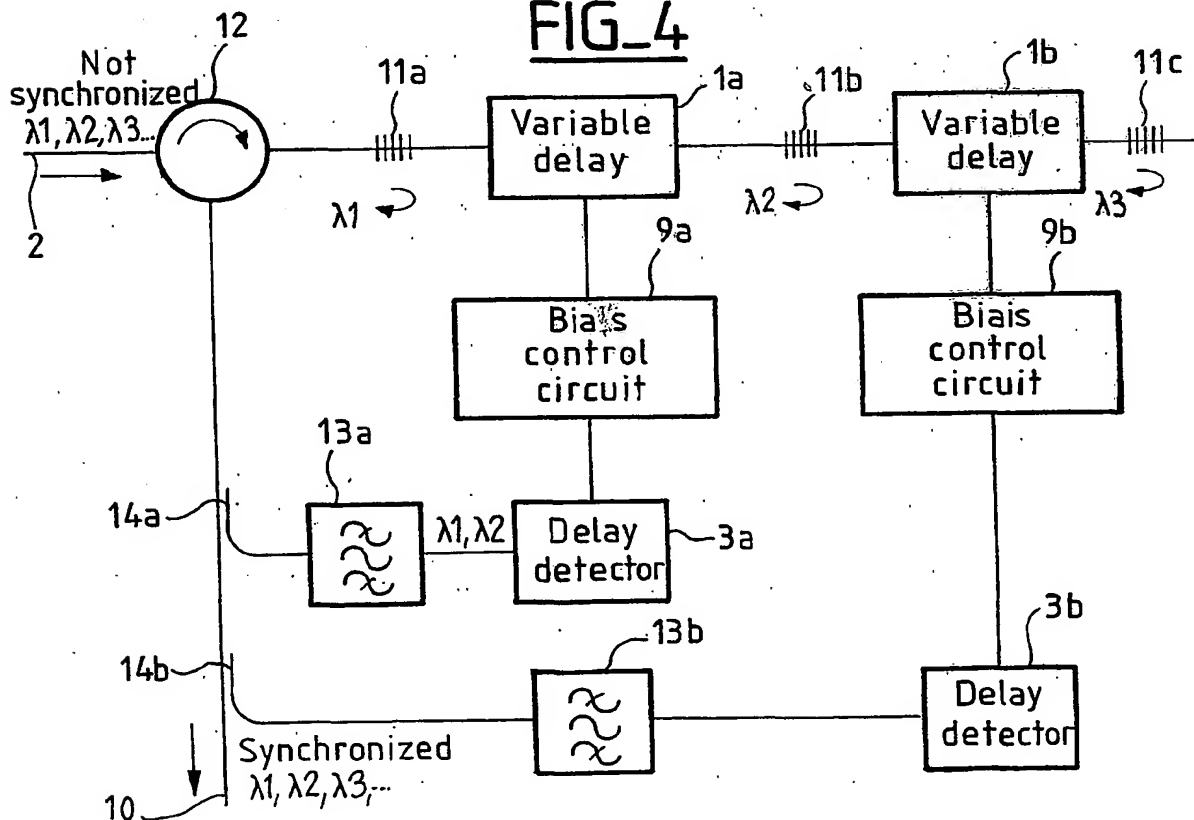 FIG_4
12
Not
synchronized
λ1, λ2, λ3...
2
11a
1a
Variable
delay
11b
1b
Variable
delay
11c
λ1
λ2
λ3
9a
Biais
control
circuit
9b
Biais
control
circuit
13a
14a
λ1, λ2
Delay
detector
3a
13b
14b
3b
Delay
detector
Synchronized
λ1, λ2, λ3,...
10